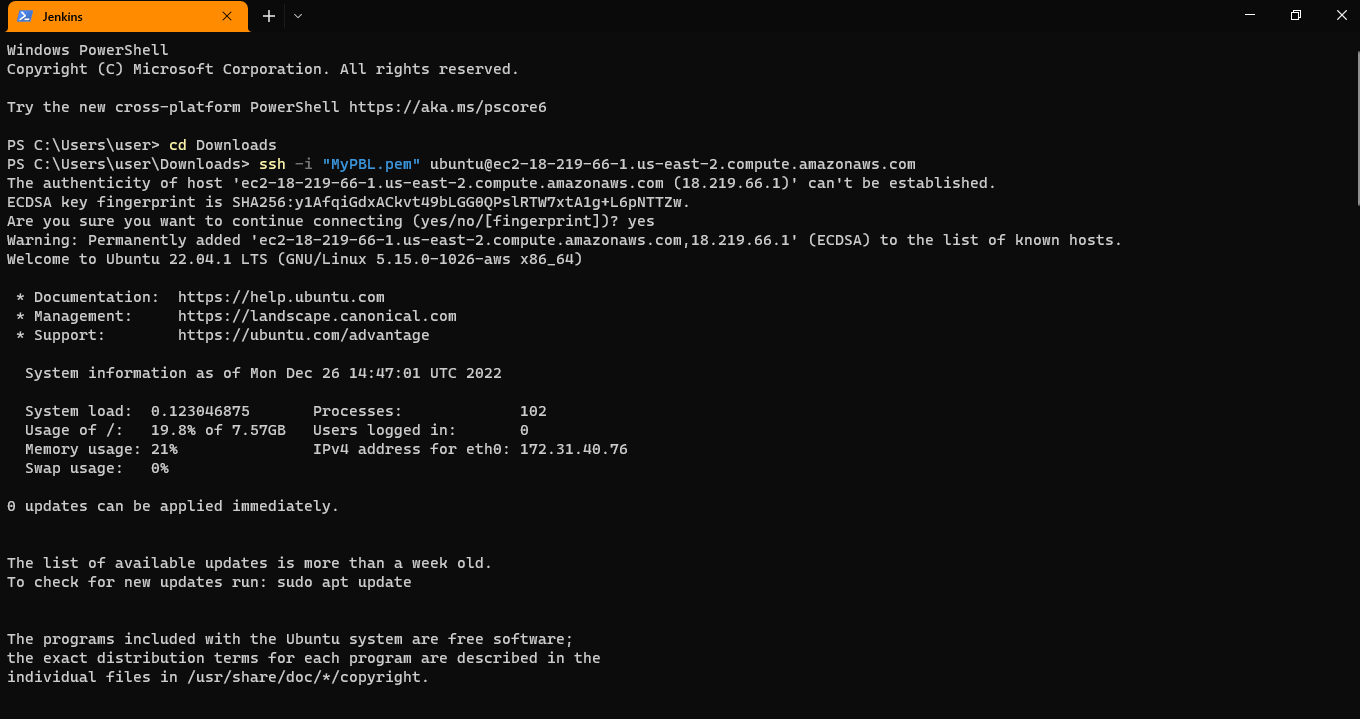 Jenkins
Windows PowerShell
Copyright (C) Microsoft Corporation. All rights reserved.
Try the new cross-platform PowerShell https://aka.ms/pscore6
PS C:\Users\user> cd Downloads
PS C:\Users\user\Downloads> ssh -i "MyPBL.pem" ubuntu@ec2-18-219-66-1.us-east-2.compute.amazonaws.com
The authenticity of host 'ec2-18-219-66-1.us-east-2.compute.amazonaws.com (18.219.66.1)' can't be established.
ECDSA key fingerprint is SHA256:y1AfqiGdxACkvt49bLGG0QPslRTW7xtA1g+L6pNTTZw.
Are you sure you want to continue connecting (yes/no/[fingerprint])? yes
Warning: Permanently added 'ec2-18-219-66-1.us-east-2.compute.amazonaws.com,18.219.66.1' (ECDSA) to the list of known hosts.
Welcome to Ubuntu 22.04.1 LTS (GNU/Linux 5.15.0-1026-aws x86_64)
* Documentation:  https://help.ubuntu.com
* Management:     https://landscape.canonical.com
* Support:        https://ubuntu.com/advantage
System information as of Mon Dec 26 14:47:01 UTC 2022
System load:  0.123046875       Processes:             102
Usage of /:   19.8% of 7.57GB   Users logged in:       0
Memory usage: 21%               IPv4 address for eth0: 172.31.40.76
Swap usage:   0%
0 updates can be applied immediately.
The list of available updates is more than a week old.
To check for new updates run: sudo apt update
The programs included with the Ubuntu system are free software;
the exact distribution terms for each program are described in the
individual files in /usr/share/doc/*/copyright.